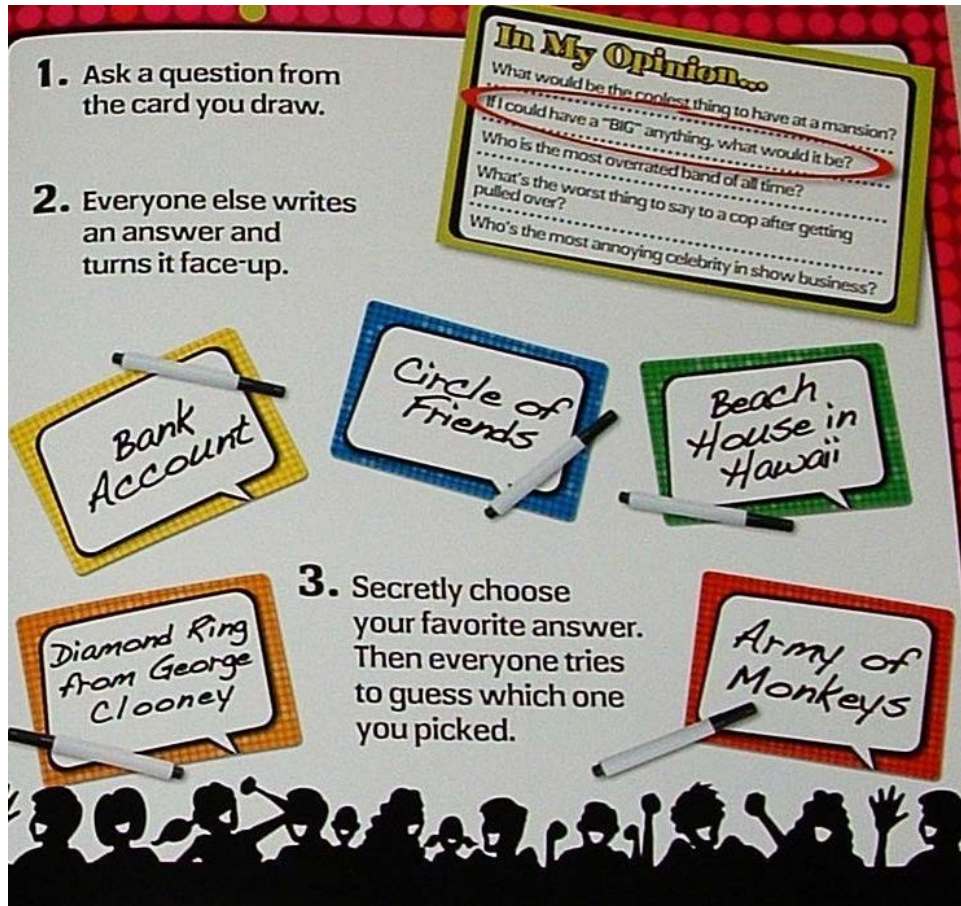 1. Ask a question from
the card you draw.
In My Opinion...
What would be the coolest thing to have at a mansion?
If I could have a "BIG" anything, what would it be?
Who is the most overrated band of all time?
What's the worst thing to say to a cop after getting
pulled over?
Who's the most annoying celebrity in show business?
2. Everyone else writes
an answer and
turns it face-up.
Bank
Account
Circle of
Friends
Beach
House in
Hawaii
Diamond Ring
from George
Clooney
3. Secretly choose
your favorite answer.
Then everyone tries
to guess which one
you picked.
Army of
Monkeys